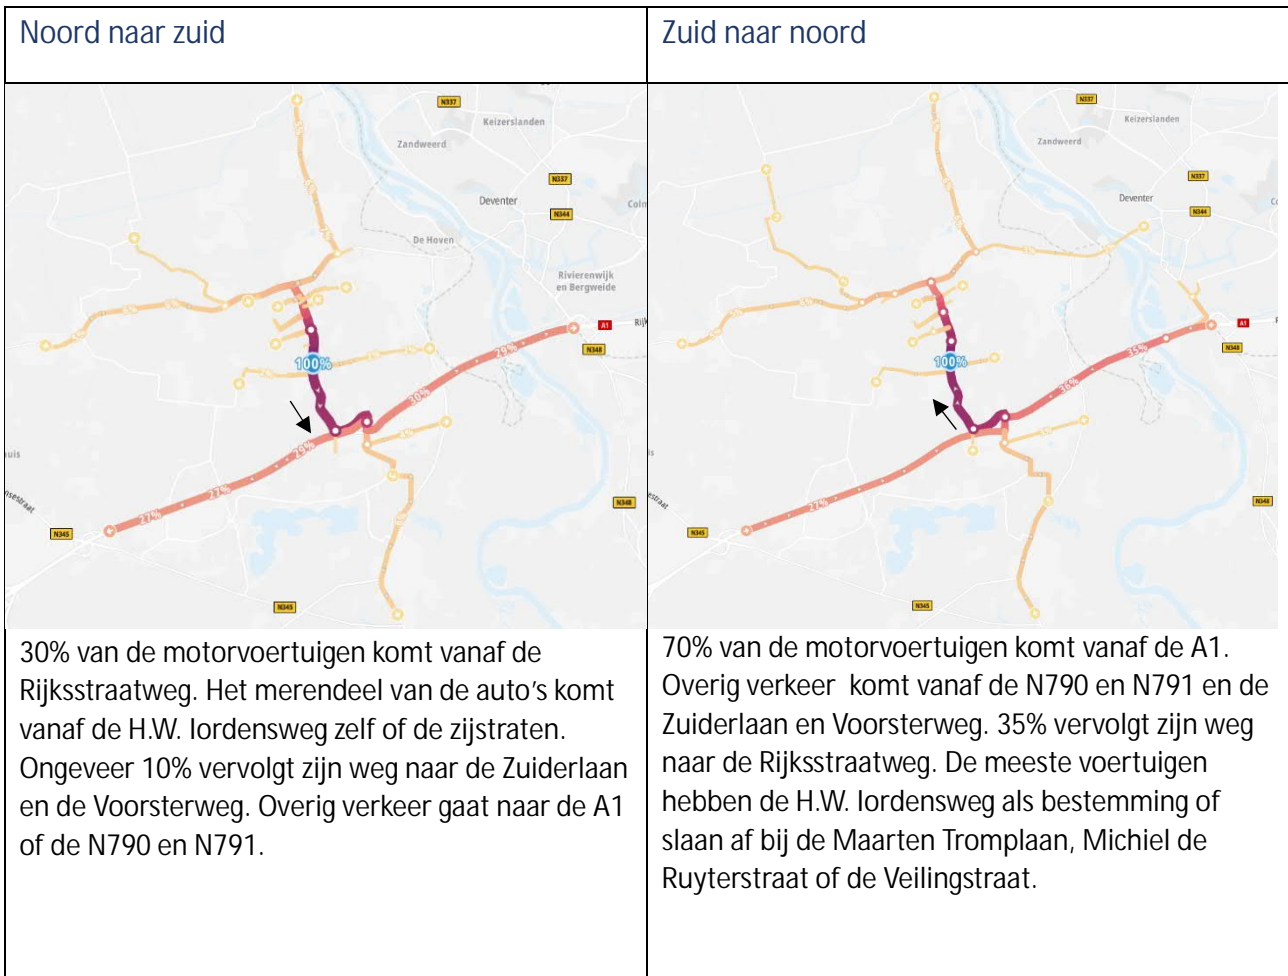 Noord naar zuid
Zuid naar noord
N337
Keizerslanden
Zandweerd
N337
Deventer
N344
Coln
De Hoven
Rivierenwijk
en Bergweide
A1
Rijk
N348
29%
100%
30%
29%
27%
27%
N345
N348
N345
N337
Keizerslanden
Zandweerd
N337
Deventer
N344
A1
N348
35%
100%
36%
27%
N345
N348
N345
30% van de motorvoertuigen komt vanaf de
Rijksstraatweg. Het merendeel van de auto's komt
vanaf de H.W. Iordensweg zelf of de zijstraten.
Ongeveer 10% vervolgt zijn weg naar de Zuiderlaan
en de Voorsterweg. Overig verkeer gaat naar de A1
of de N790 en N791.
70% van de motorvoertuigen komt vanaf de A1.
Overig verkeer komt vanaf de N790 en N791 en de
Zuiderlaan en Voorsterweg. 35% vervolgt zijn weg
naar de Rijksstraatweg. De meeste voertuigen
hebben de H.W. Iordensweg als bestemming of
slaan af bij de Maarten Tromplaan, Michiel de
Ruyterstraat of de Veilingstraat.